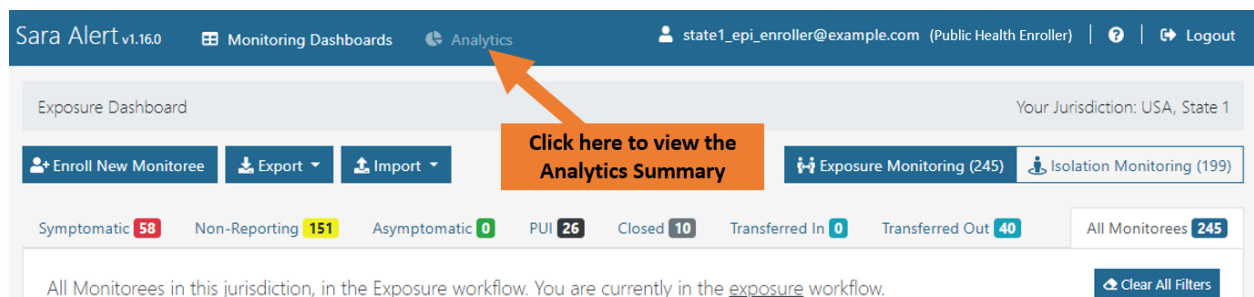 Sara Alert v1.16.0 Monitoring Dashboards Analytics state1_epi_enroller@example.com (Public Health Enroller) Logout
Exposure Dashboard Your Jurisdiction: USA, State 1
Click here to view the
Analytics Summary
Enroll New Monitoree Export Import Exposure Monitoring (245) Isolation Monitoring (199)
Symptomatic 58 Non-Reporting 151 Asymptomatic 0 PUI 26 Closed 10 Transferred In 0 Transferred Out 40 All Monitorees 245
All Monitorees in this jurisdiction, in the Exposure workflow. You are currently in the exposure workflow. Clear All Filters